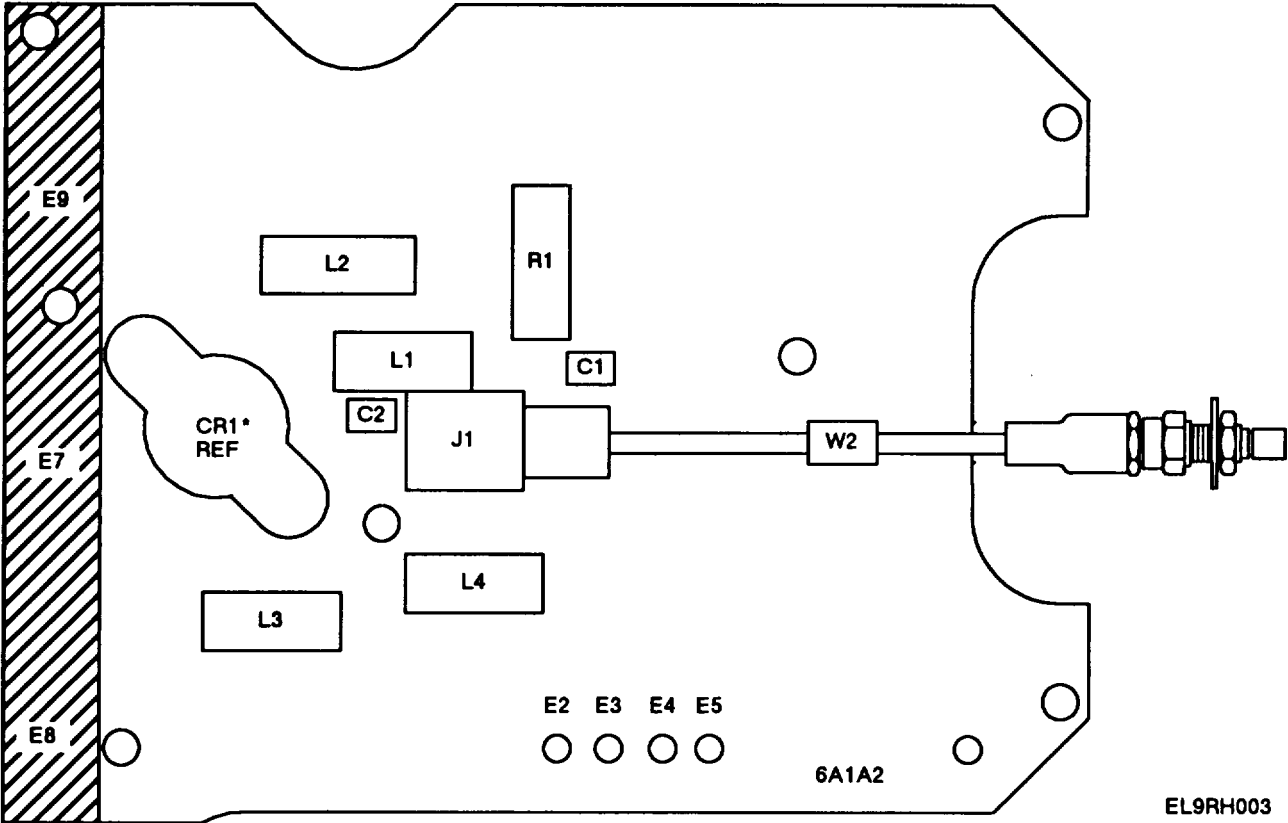 E9
L2
R1
L1
C1
C2
CR1*
REF
J1
W2
E7
L4
L3
E2 E3 E4 E5
E8
6A1A2
EL9RH003